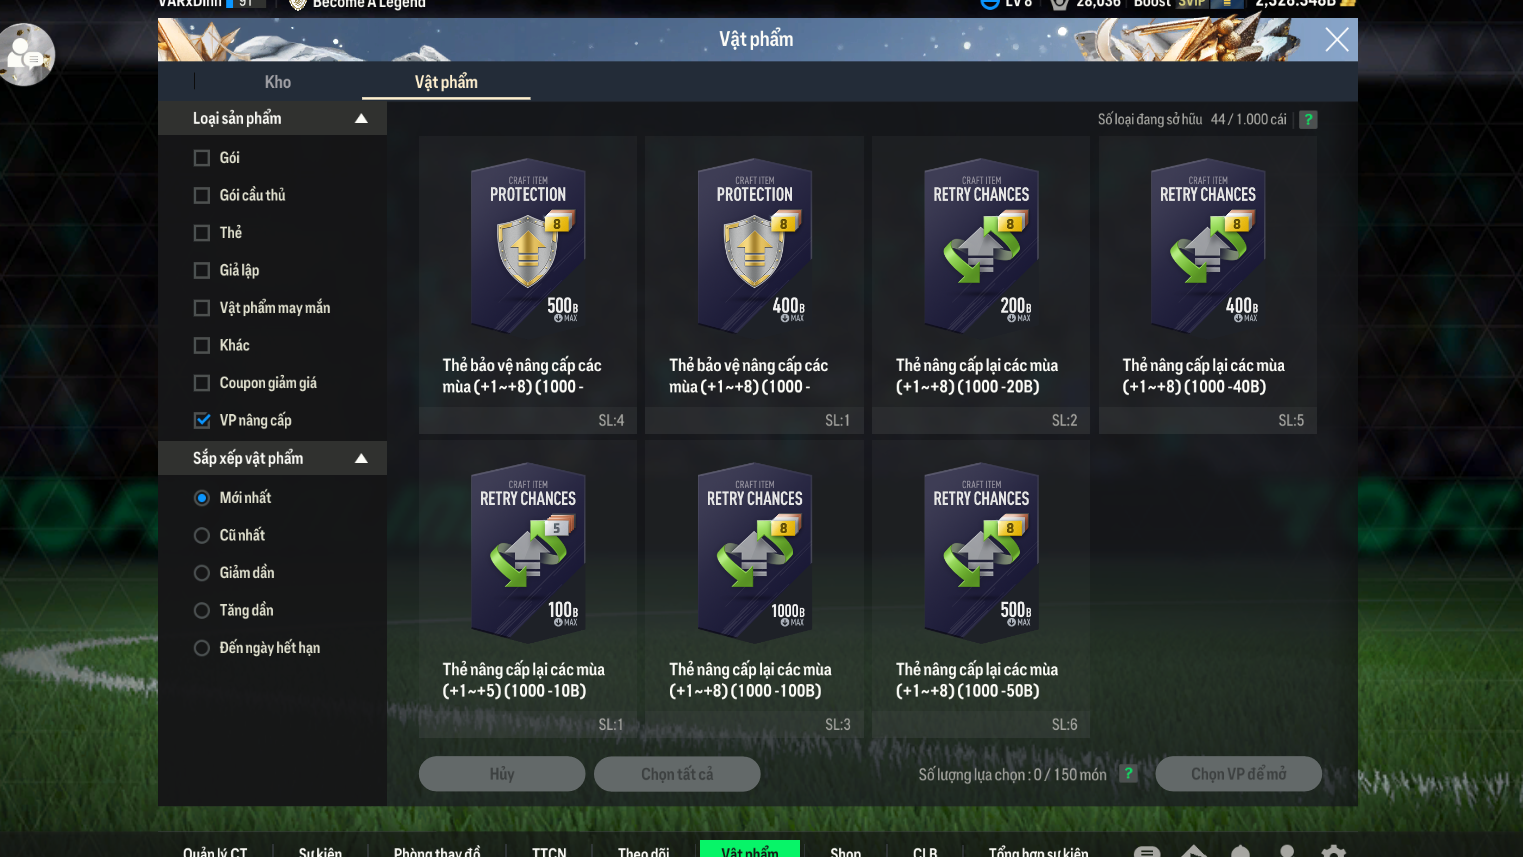 VARxDinh 91 Become A Legend LV 8 28,036 Boost SVIP
Vật phẩm
Kho
Vật phẩm
Loại sản phẩm
Gói
Gói cầu thủ
Thẻ
Giả lập
Vật phẩm may mắn
Khác
Coupon giảm giá
VP nâng cấp
Sắp xếp vật phẩm
Mới nhất
Cũ nhất
Giảm dần
Tăng dần
Đến ngày hết hạn
Số loại đang sở hữu 44 / 1.000 cái ?
CRAFT ITEM
PROTECTION
8
500B
MAX
Thẻ bảo vệ nâng cấp các
mùa (+1~+8) (1000 -
SL:4
CRAFT ITEM
PROTECTION
8
400B
MAX
Thẻ bảo vệ nâng cấp các
mùa (+1~+8) (1000 -
SL:1
CRAFT ITEM
RETRY CHANCES
8
200B
MAX
Thẻ nâng cấp lại các mùa
(+1~+8) (1000 -20B)
SL:2
CRAFT ITEM
RETRY CHANCES
8
400B
MAX
Thẻ nâng cấp lại các mùa
(+1~+8) (1000 -40B)
SL:5
CRAFT ITEM
RETRY CHANCES
5
100B
MAX
Thẻ nâng cấp lại các mùa
(+1~+5) (1000 -10B)
SL:1
CRAFT ITEM
RETRY CHANCES
8
1000B
MAX
Thẻ nâng cấp lại các mùa
(+1~+8) (1000 -100B)
SL:3
CRAFT ITEM
RETRY CHANCES
8
500B
MAX
Thẻ nâng cấp lại các mùa
(+1~+8) (1000 -50B)
SL:6
Hủy
Chọn tất cả
Số lượng lựa chọn : 0 / 150 món ?
Chọn VP để mở
Quản lý CT Sự kiện Phòng thay đồ TTCN Theo dõi Vật phẩm Shop CLB Tổng hợp sự kiện